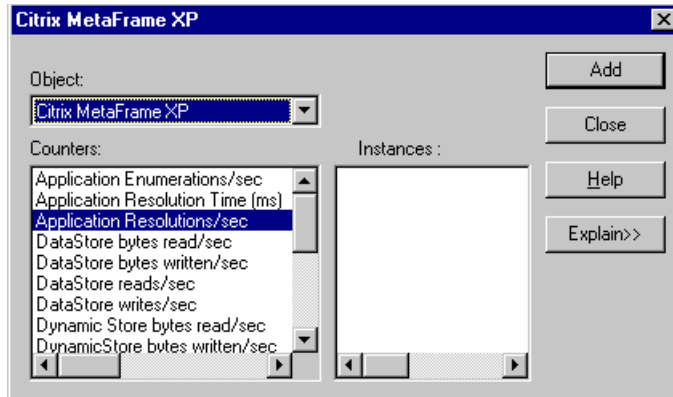 Citrix MetaFrame XP
Object:
Citrix MetaFrame XP
Counters:
Application Enumerations/sec
Application Resolution Time (ms)
Application Resolutions/sec
DataStore bytes read/sec
DataStore bytes written/sec
DataStore reads/sec
DataStore writes/sec
Dynamic Store bytes read/sec
DynamicStore bytes written/sec
Instances :
Add
Close
Help
Explain>>